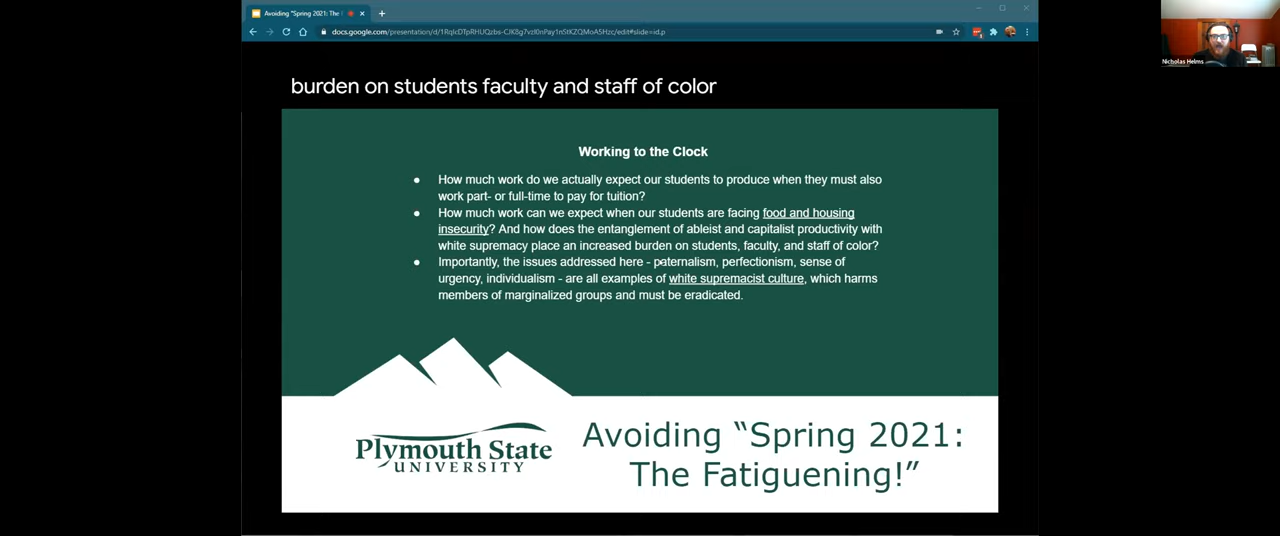 Avoiding "Spring 2021: The
docs.google.com/presentation/d/
Nicholas Helms
burden on students faculty and staff of color
Working to the Clock
How much work do we actually expect our students to produce when they must also
work part- or full-time to pay for tuition?
How much work can we expect when our students are facing food and housing
insecurity? And how does the entanglement of ableist and capitalist productivity with
white supremacy place an increased burden on students, faculty, and staff of color?
Importantly, the issues addressed here - paternalism, perfectionism, sense of
urgency, individualism - are all examples of white supremacist culture, which harms
members of marginalized groups and must be eradicated.
Plymouth State
UNIVERSITY
Avoiding “Spring 2021:
The Fatiguening!”